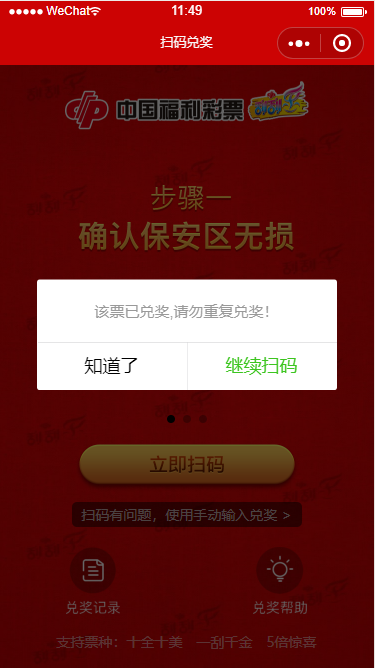 ●●●●● WeChat 11:49 100%
扫码兑奖
中国福利彩票 刮刮乐
步骤一
确认保安区无损
该票已兑奖,请勿重复兑奖!
知道了 继续扫码
立即扫码
扫码有问题，使用手动输入兑奖 >
兑奖记录 兑奖帮助
支持票种：十全十美 一刮千金 5倍惊喜